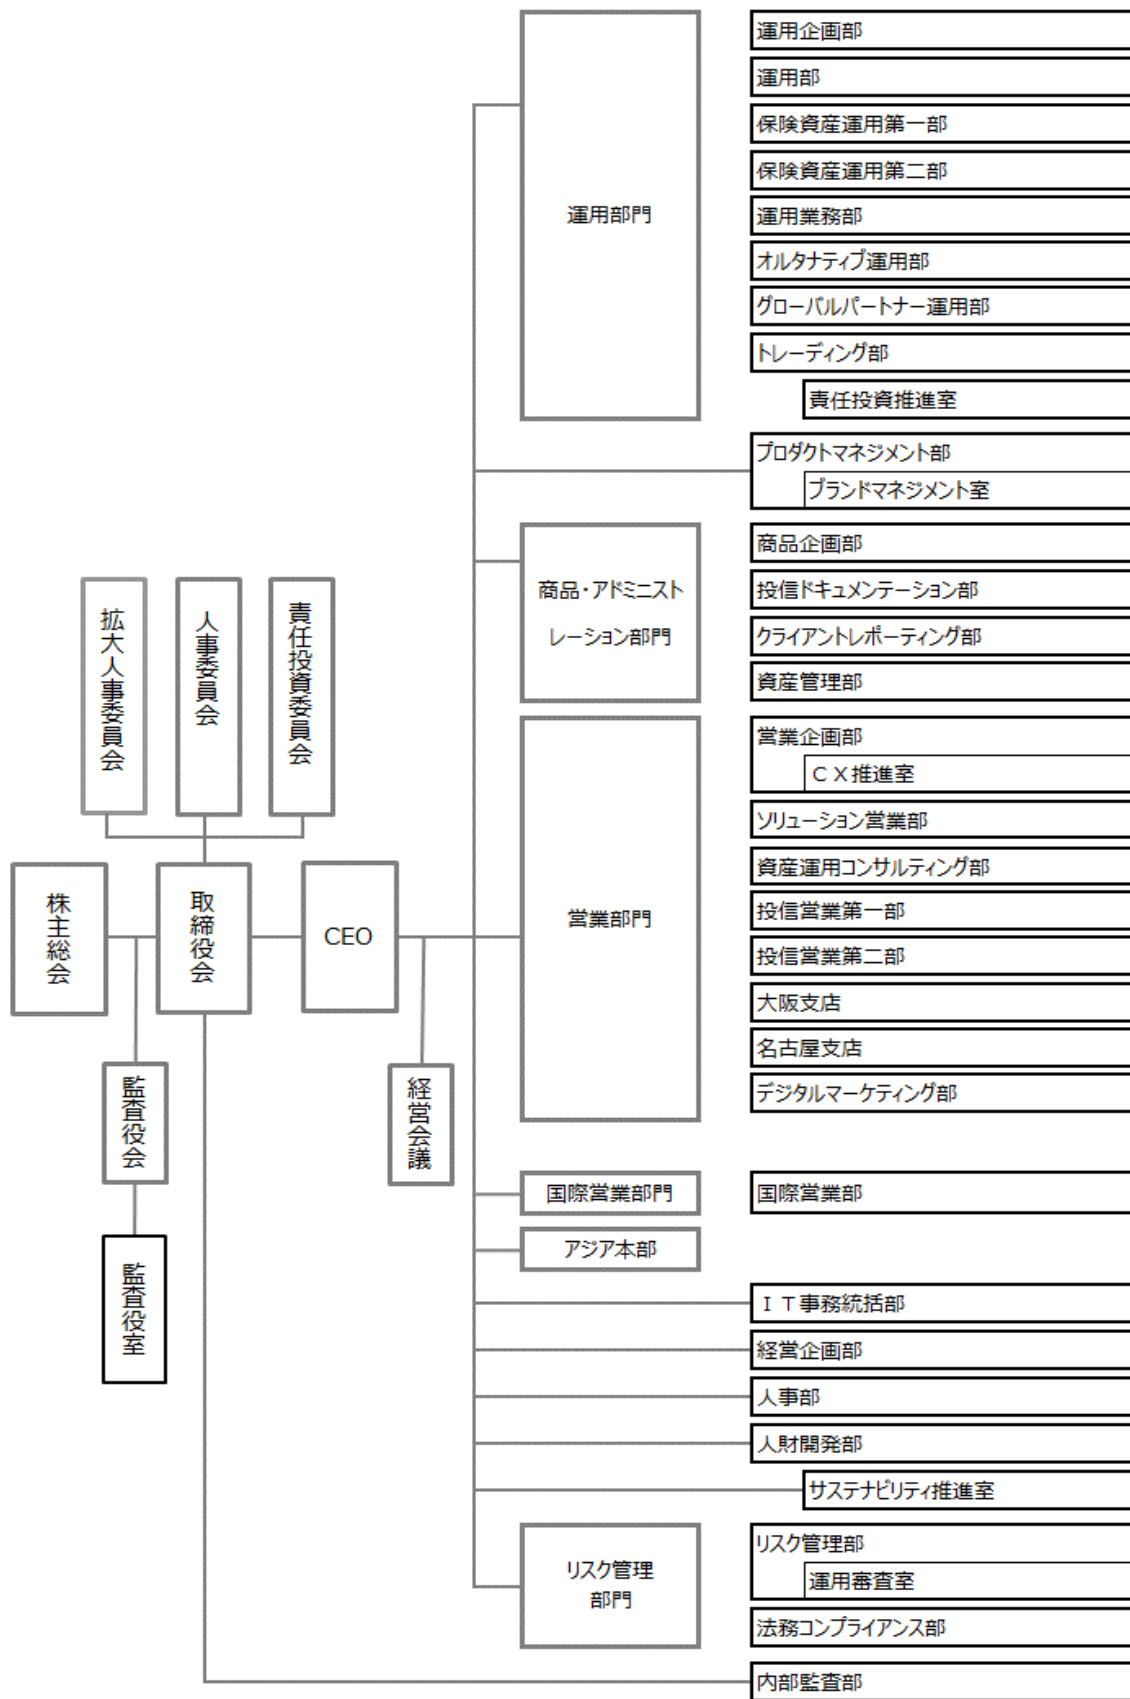 運用企画部
運用部
保険資産運用第一部
保険資産運用第二部
運用部門
運用業務部
オルタナティブ運用部
グローバルパートナー運用部
トレーディング部
責任投資推進室
プロダクトマネジメント部
ブランドマネジメント室
商品企画部
商品・アドミニスト
レーション部門
投信ドキュメンテーション部
クライアントレポーティング部
資産管理部
拡大人事委員会
人事委員会
責任投資委員会
営業企画部
ＣＸ推進室
ソリューション営業部
資産運用コンサルティング部
株主総会
取締役会
CEO
営業部門
投信営業第一部
投信営業第二部
大阪支店
名古屋支店
デジタルマーケティング部
監査役会
経営会議
国際営業部門
国際営業部
アジア本部
監査役室
ＩＴ事務統括部
経営企画部
人事部
人財開発部
サステナビリティ推進室
リスク管理
部門
リスク管理部
運用審査室
法務コンプライアンス部
内部監査部